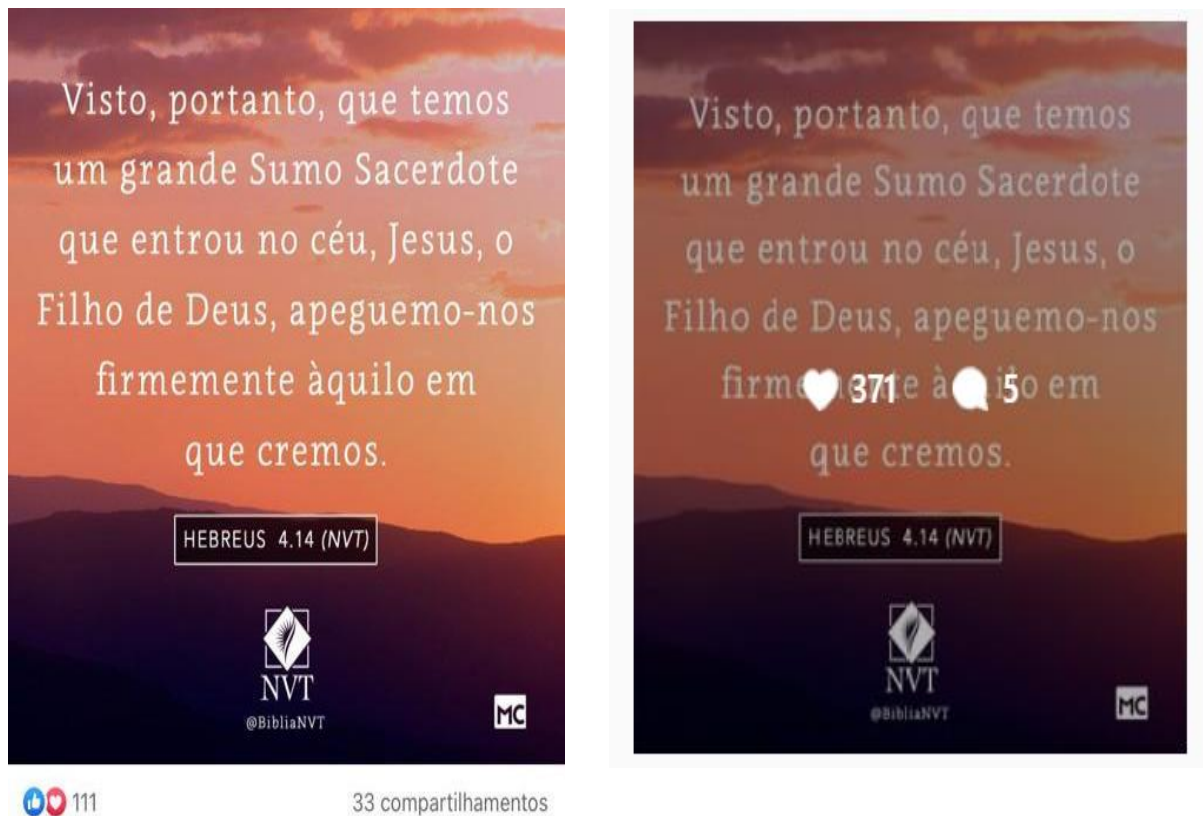 Visto, portanto, que temos
um grande Sumo Sacerdote
que entrou no céu, Jesus, o
Filho de Deus, apeguemo-nos
firmemente àquilo em
que cremos.
HEBREUS 4.14 (NVT)
NVT
@BibliaNVT
MC
111
33 compartilhamentos
Visto, portanto, que temos
um grande Sumo Sacerdote
que entrou no céu, Jesus, o
Filho de Deus, apeguemo-nos
firmemente àquilo em
371 5
que cremos.
HEBREUS 4.14 (NVT)
NVT
@BibliaNVT
MC